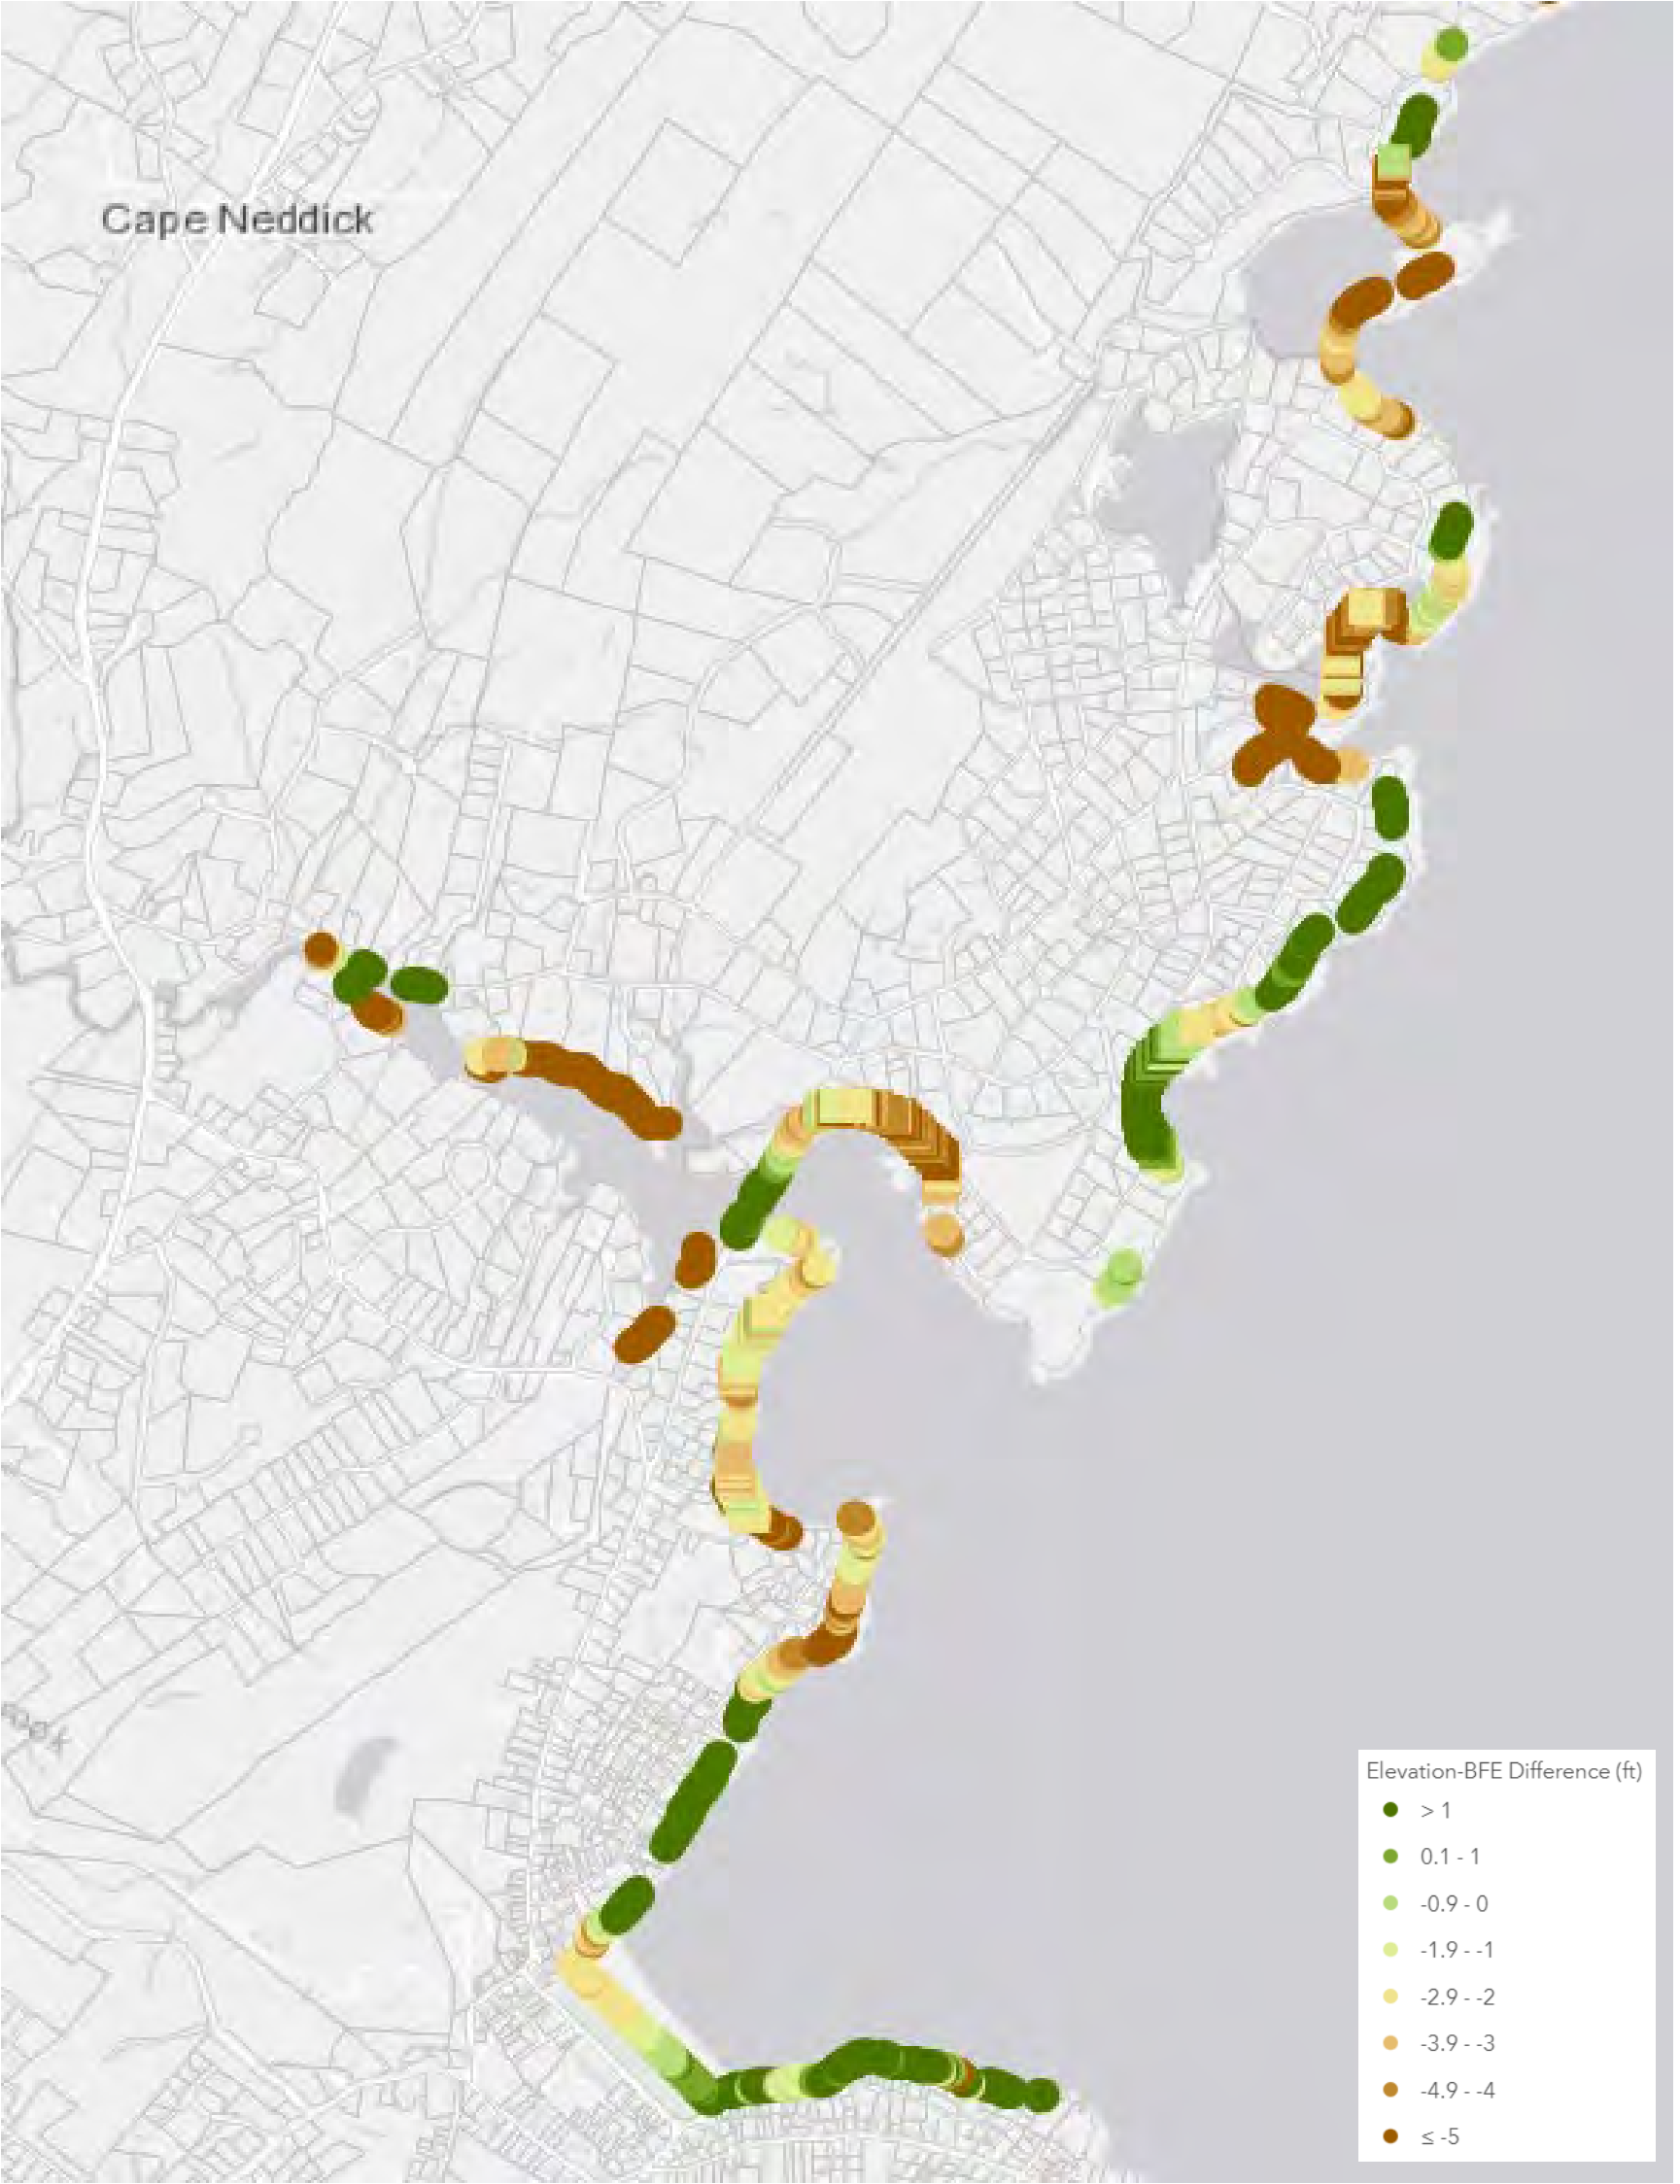 Cape Neddick
Elevation-BFE Difference (ft)
> 1
0.1 - 1
-0.9 - 0
-1.9 - -1
-2.9 - -2
-3.9 - -3
-4.9 - -4
≤ -5